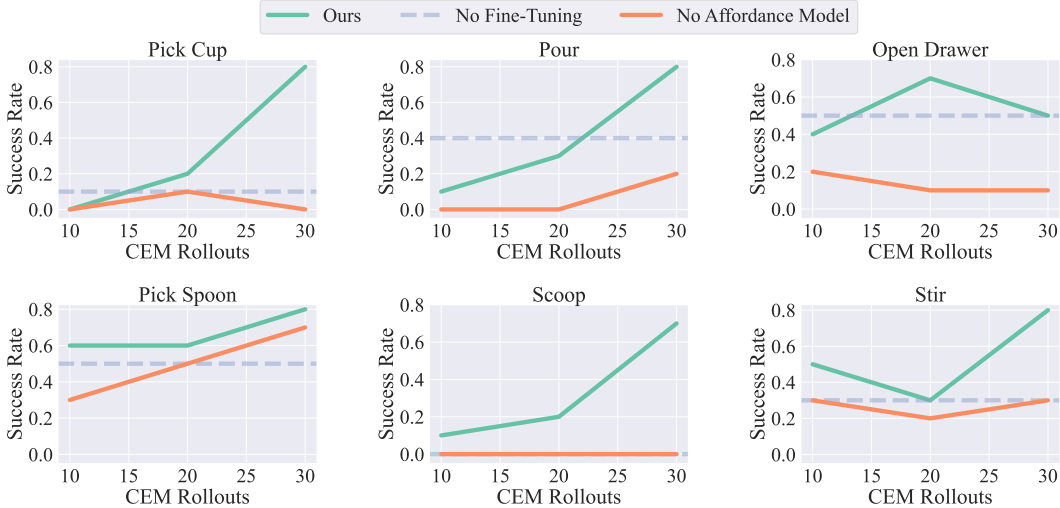 Ours No Fine-Tuning No Affordance Model
Pick Cup
Success Rate
0.8
0.6
0.4
0.2
0.0
10 15 20 25 30
CEM Rollouts
Pour
Success Rate
0.8
0.6
0.4
0.2
0.0
10 15 20 25 30
CEM Rollouts
Open Drawer
Success Rate
0.8
0.6
0.4
0.2
0.0
10 15 20 25 30
CEM Rollouts
Pick Spoon
Success Rate
0.8
0.6
0.4
0.2
0.0
10 15 20 25 30
CEM Rollouts
Scoop
Success Rate
0.8
0.6
0.4
0.2
0.0
10 15 20 25 30
CEM Rollouts
Stir
Success Rate
0.8
0.6
0.4
0.2
0.0
10 15 20 25 30
CEM Rollouts